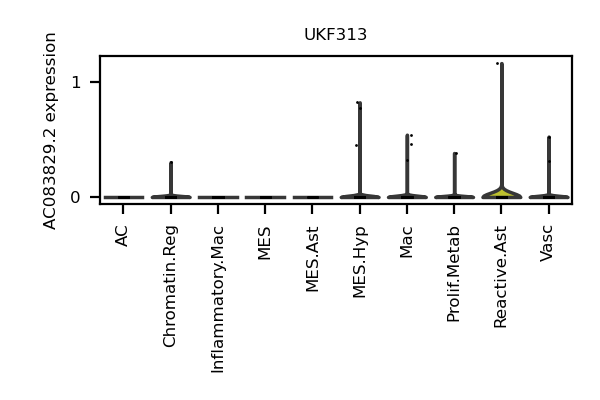 UKF313
AC083829.2 expression
1
0
AC
Chromatin.Reg
Inflammatory.Mac
MES
MES.Ast
MES.Hyp
Mac
Prolif.Metab
Reactive.Ast
Vasc